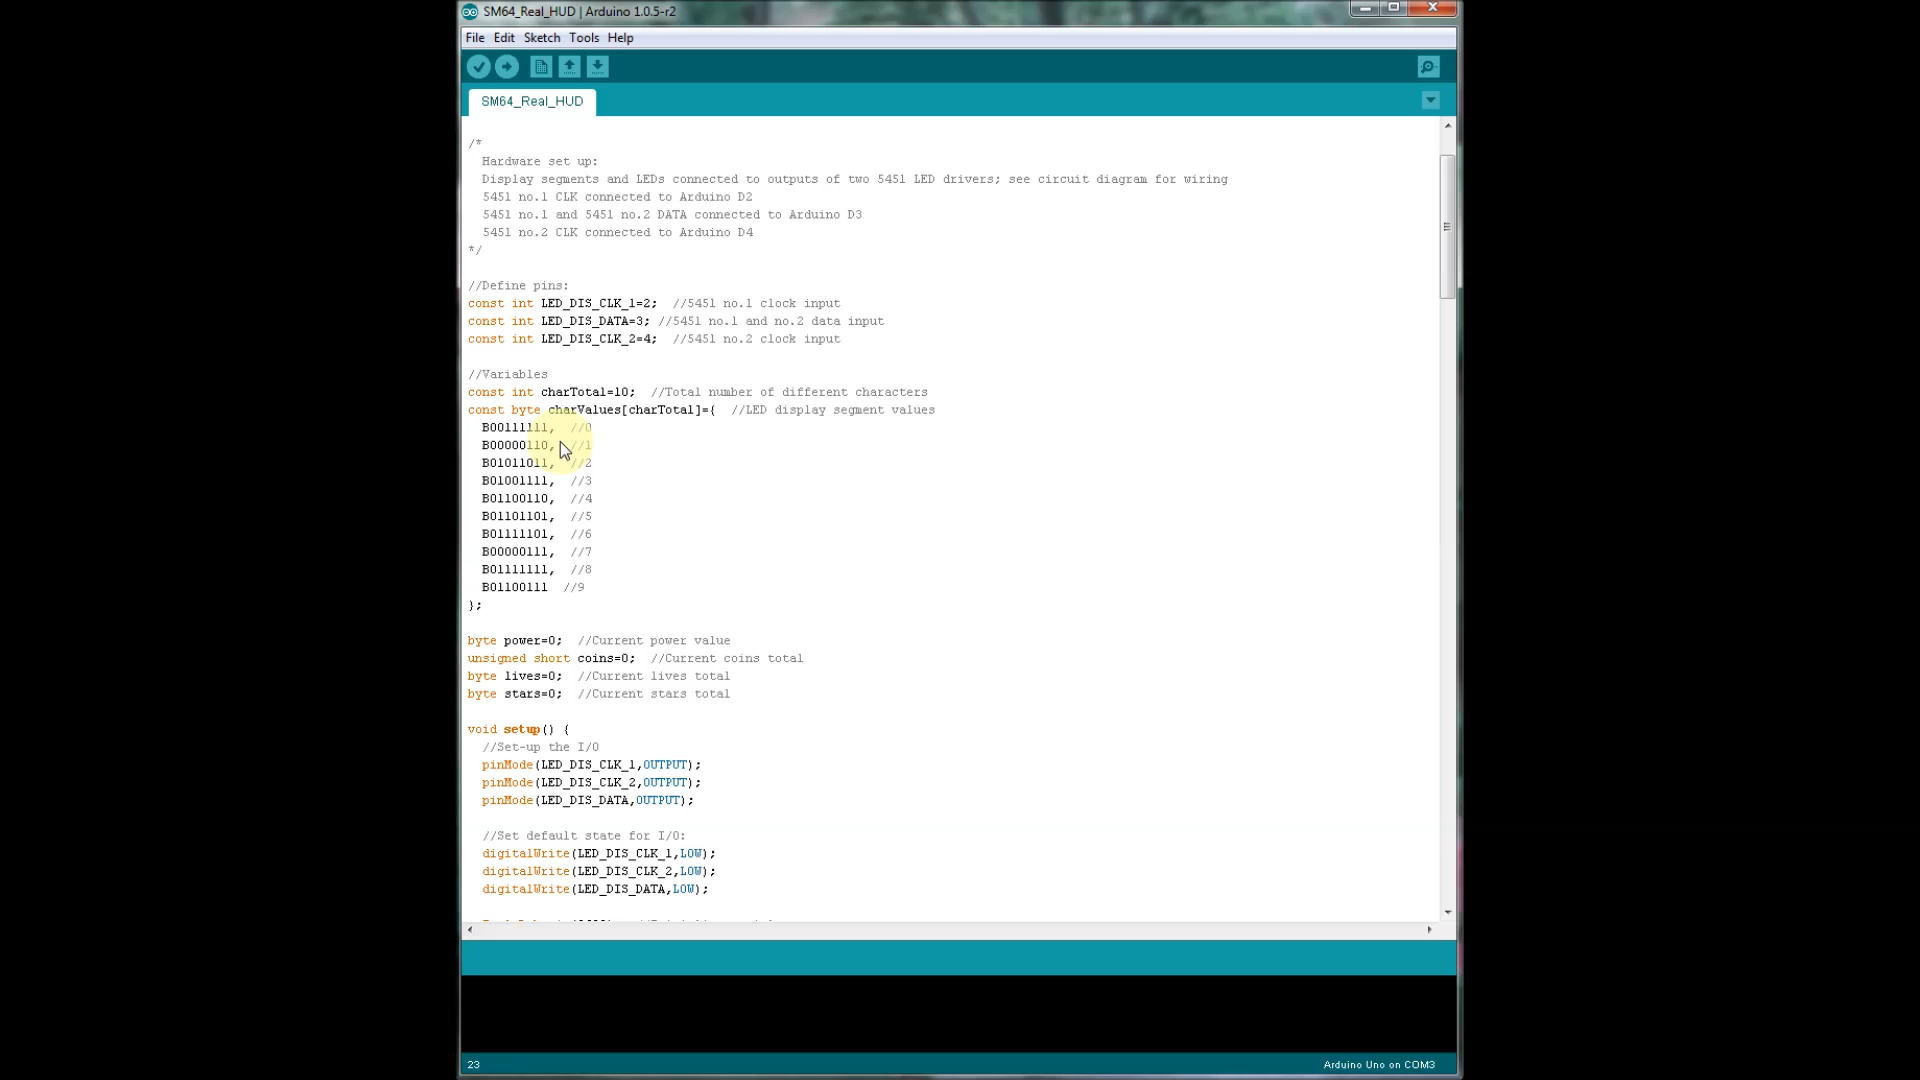 SM64_Real_HUD | Arduino 1.0.5-r2
File Edit Sketch Tools Help
SM64_Real_HUD
/*
Hardware set up:
Display segments and LEDs connected to outputs of two 5451 LED drivers; see circuit diagram for wiring
5451 no.1 CLK connected to Arduino D2
5451 no.1 and 5451 no.2 DATA connected to Arduino D3
5451 no.2 CLK connected to Arduino D4
*/
//Define pins:
const int LED_DIS_CLK_1=2; //5451 no.1 clock input
const int LED_DIS_DATA=3; //5451 no.1 and no.2 data input
const int LED_DIS_CLK_2=4; //5451 no.2 clock input
//Variables
const int charTotal=10; //Total number of different characters
const byte charValues[charTotal]={ //LED display segment values
B00111111, //0
B00000110, //1
B01011011, //2
B01001111, //3
B01100110, //4
B01101101, //5
B01111101, //6
B00000111, //7
B01111111, //8
B01100111 //9
};
byte power=0; //Current power value
unsigned short coins=0; //Current coins total
byte lives=0; //Current lives total
byte stars=0; //Current stars total
void setup() {
//Set-up the I/O
pinMode(LED_DIS_CLK_1,OUTPUT);
pinMode(LED_DIS_CLK_2,OUTPUT);
pinMode(LED_DIS_DATA,OUTPUT);
//Set default state for I/O:
digitalWrite(LED_DIS_CLK_1,LOW);
digitalWrite(LED_DIS_CLK_2,LOW);
digitalWrite(LED_DIS_DATA,LOW);
23
Arduino Uno on COM3